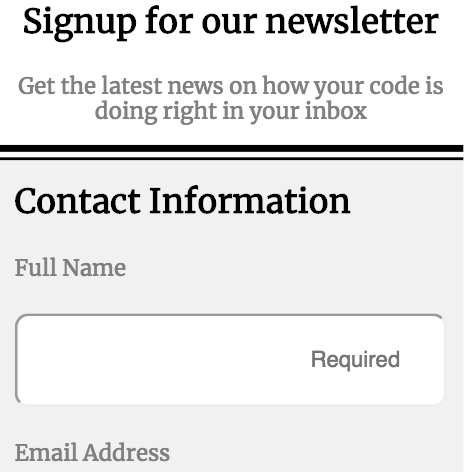 Signup for our newsletter
Get the latest news on how your code is
doing right in your inbox
Contact Information
Full Name
Required
Email Address